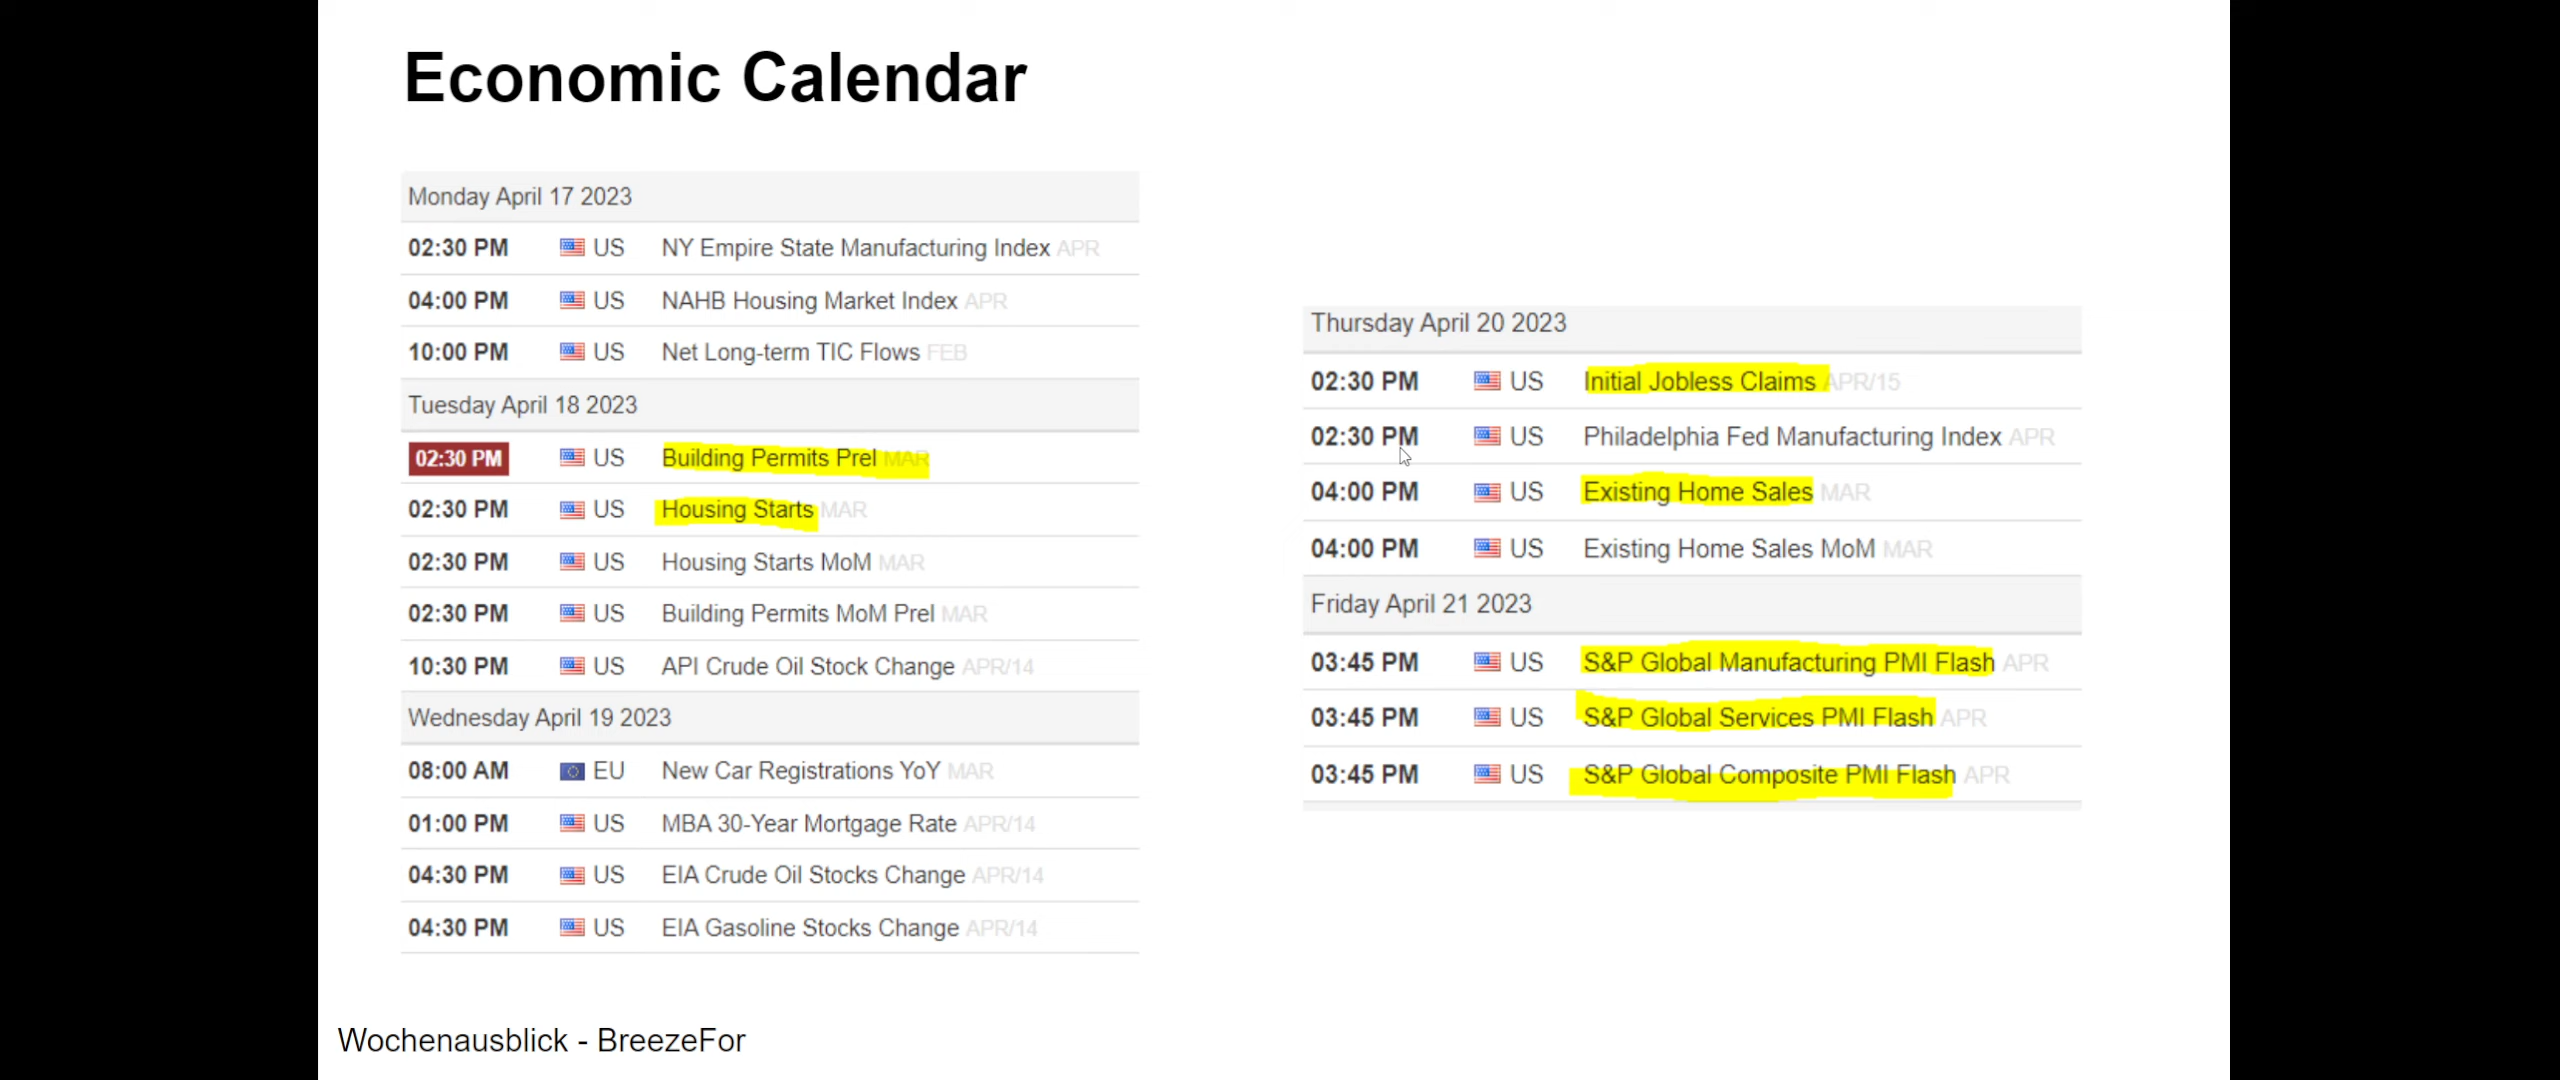 Economic Calendar
Monday April 17 2023
02:30 PM US NY Empire State Manufacturing Index APR
04:00 PM US NAHB Housing Market Index APR
10:00 PM US Net Long-term TIC Flows FEB
Tuesday April 18 2023
02:30 PM US Building Permits Prel MAR
02:30 PM US Housing Starts MAR
02:30 PM US Housing Starts MoM MAR
02:30 PM US Building Permits MoM Prel MAR
10:30 PM US API Crude Oil Stock Change APR/14
Wednesday April 19 2023
08:00 AM EU New Car Registrations YoY MAR
01:00 PM US MBA 30-Year Mortgage Rate APR/14
04:30 PM US EIA Crude Oil Stocks Change APR/14
04:30 PM US EIA Gasoline Stocks Change APR/14
Thursday April 20 2023
02:30 PM US Initial Jobless Claims APR/15
02:30 PM US Philadelphia Fed Manufacturing Index APR
04:00 PM US Existing Home Sales MAR
04:00 PM US Existing Home Sales MoM MAR
Friday April 21 2023
03:45 PM US S&P Global Manufacturing PMI Flash APR
03:45 PM US S&P Global Services PMI Flash APR
03:45 PM US S&P Global Composite PMI Flash APR
Wochenausblick - BreezeFor